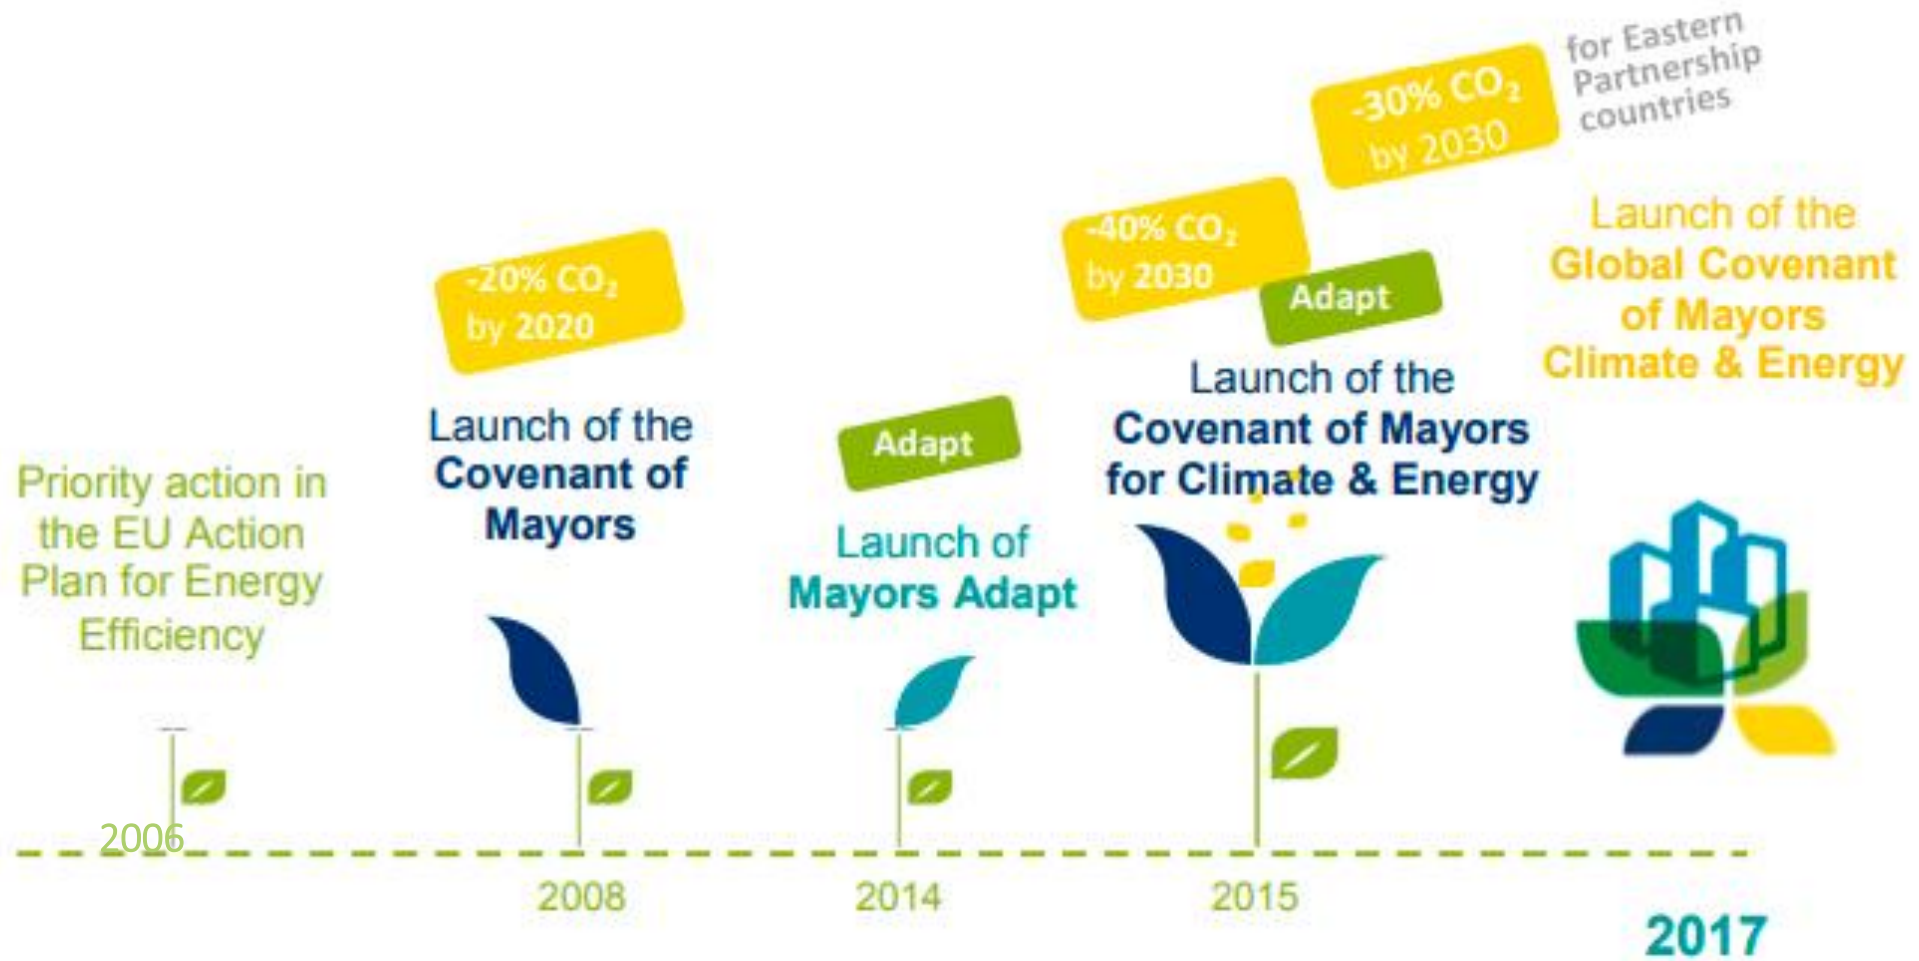 Priority action in
the EU Action
Plan for Energy
Efficiency
2006
-20% CO₂
by 2020
Launch of the
Covenant of
Mayors
2008
Adapt
Launch of
Mayors Adapt
2014
-40% CO₂
by 2030
Adapt
Launch of the
Covenant of Mayors
for Climate & Energy
2015
-30% CO₂
by 2030
for Eastern
Partnership
countries
Launch of the
Global Covenant
of Mayors
Climate & Energy
2017